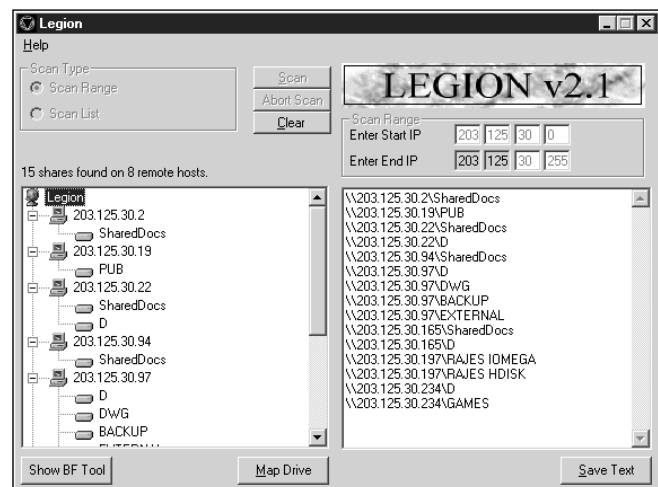 Legion
Help
Scan Type
Scan Range
Scan List
Scan
Abort Scan
Clear
LEGION v2.1
Scan Range
Enter Start IP 203 125 30 0
Enter End IP 203 125 30 255
15 shares found on 8 remote hosts.
Legion
203.125.30.2
SharedDocs
203.125.30.19
PUB
203.125.30.22
SharedDocs
D
203.125.30.94
SharedDocs
203.125.30.97
D
DWG
BACKUP
\\203.125.30.2\SharedDocs
\\203.125.30.19\PUB
\\203.125.30.22\SharedDocs
\\203.125.30.22\D
\\203.125.30.94\SharedDocs
\\203.125.30.97\D
\\203.125.30.97\DWG
\\203.125.30.97\BACKUP
\\203.125.30.97\EXTERNAL
\\203.125.30.165\SharedDocs
\\203.125.30.165\D
\\203.125.30.197\RAJES IOMEGA
\\203.125.30.197\RAJES HDISK
\\203.125.30.234\D
\\203.125.30.234\GAMES
Show BF Tool
Map Drive
Save Text